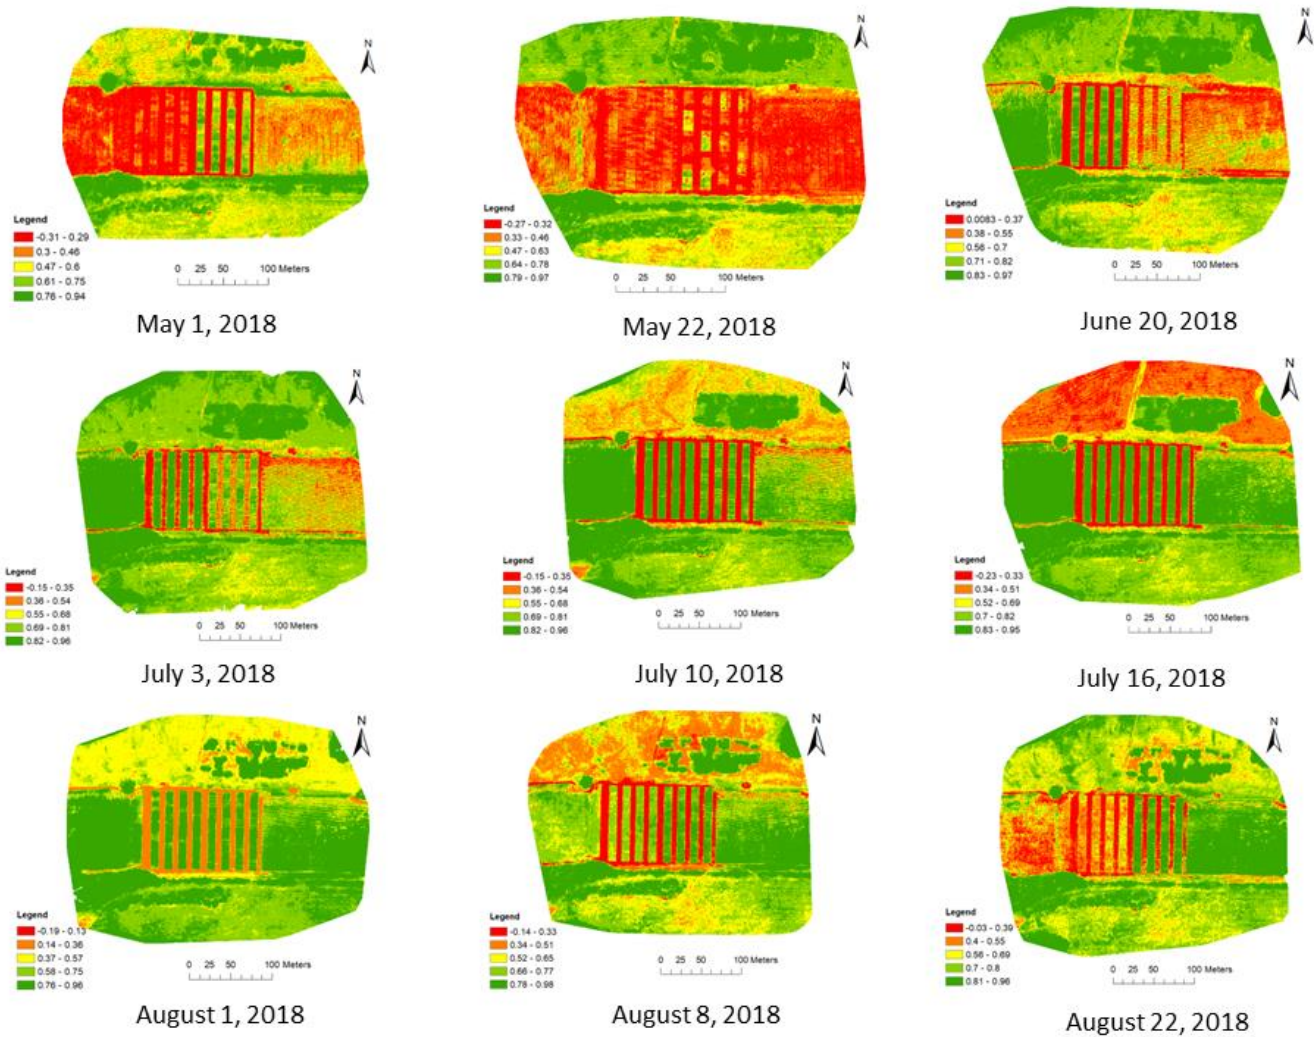 N
Legend
-0.31 - 0.29
0.3 - 0.46
0.47 - 0.6
0.61 - 0.75
0.76 - 0.94
0 25 50 100 Meters
May 1, 2018
N
Legend
-0.27 - 0.32
0.33 - 0.46
0.47 - 0.63
0.64 - 0.78
0.79 - 0.97
0 25 50 100 Meters
May 22, 2018
N
Legend
0.0083 - 0.37
0.38 - 0.55
0.56 - 0.7
0.71 - 0.82
0.83 - 0.97
0 25 50 100 Meters
June 20, 2018
N
Legend
-0.15 - 0.35
0.36 - 0.54
0.55 - 0.68
0.69 - 0.81
0.82 - 0.96
0 25 50 100 Meters
July 3, 2018
N
Legend
-0.15 - 0.35
0.36 - 0.54
0.55 - 0.68
0.69 - 0.81
0.82 - 0.96
0 25 50 100 Meters
July 10, 2018
N
Legend
-0.23 - 0.33
0.34 - 0.51
0.52 - 0.69
0.7 - 0.82
0.83 - 0.95
0 25 50 100 Meters
July 16, 2018
N
Legend
-0.19 - 0.13
0.14 - 0.36
0.37 - 0.57
0.58 - 0.75
0.76 - 0.96
0 25 50 100 Meters
August 1, 2018
N
Legend
-0.14 - 0.33
0.34 - 0.51
0.52 - 0.65
0.66 - 0.77
0.78 - 0.98
0 25 50 100 Meters
August 8, 2018
N
Legend
-0.03 - 0.39
0.4 - 0.55
0.56 - 0.69
0.7 - 0.8
0.81 - 0.96
0 25 50 100 Meters
August 22, 2018